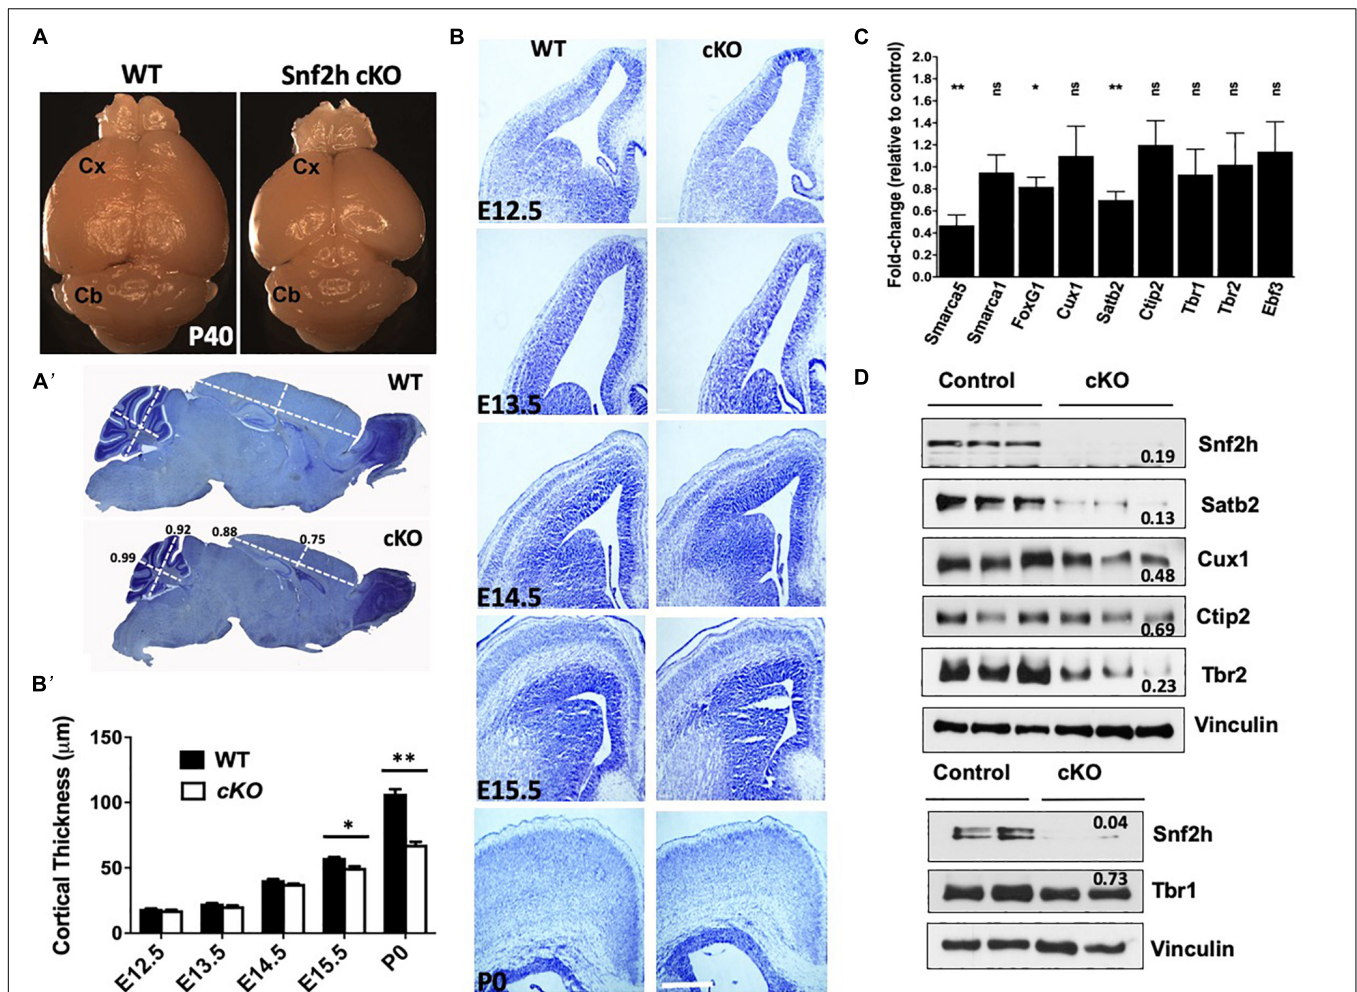 A
WT
Snf2h cKO
Cx
Cx
Cb
Cb
P40
A’
WT
cKO
0.99
0.92
0.88
0.75
B’
Cortical Thickness (μm)
150
100
50
0
WT
cKO
*
**
E12.5
E13.5
E14.5
E15.5
P0
B
WT
cKO
E12.5
E13.5
E14.5
E15.5
P0
C
Fold-change (relative to control)
2.0
1.8
1.6
1.4
1.2
1.0
0.8
0.6
0.4
0.2
0.0
**
ns
*
ns
**
ns
ns
ns
ns
Smarca5
Smarca1
FoxG1
Cux1
Satb2
Ctip2
Tbr1
Tbr2
Ebf3
D
Control
cKO
0.19
Snf2h
0.13
Satb2
0.48
Cux1
0.69
Ctip2
0.23
Tbr2
Vinculin
Control
cKO
0.04
Snf2h
0.73
Tbr1
Vinculin